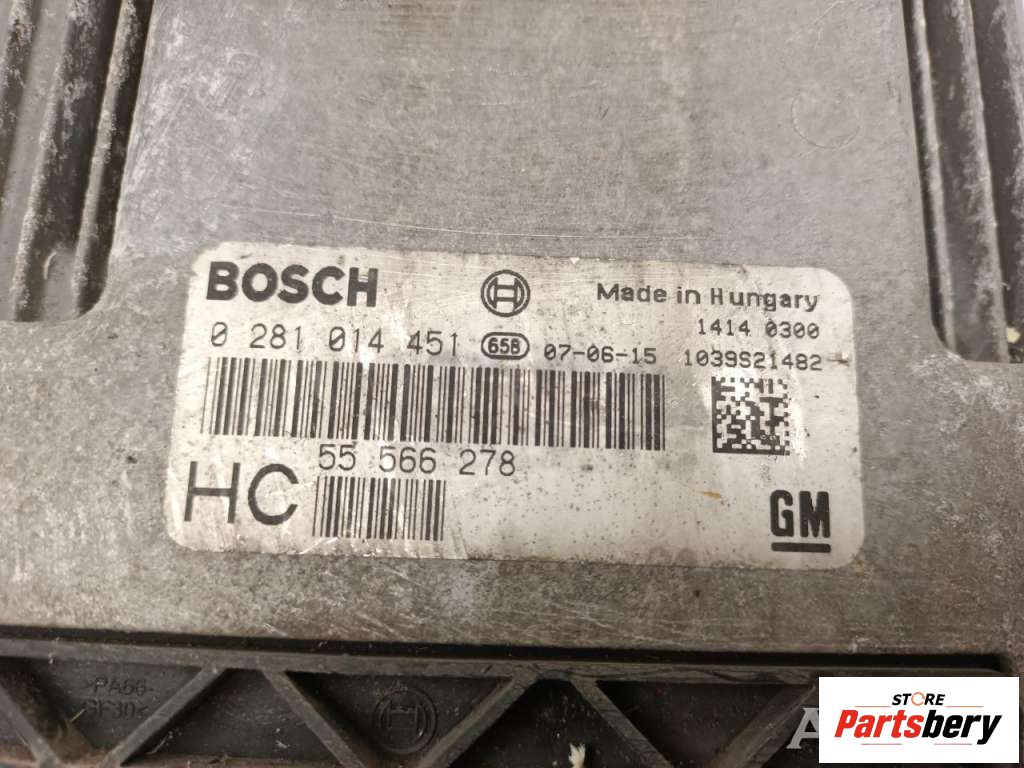 BOSCH Made in Hungary
1414 0300
0 281 014 451 658 07-06-15 1039S21482
55 566 278
HC
GM
>PA66-
GF30<
STORE
Partsbery